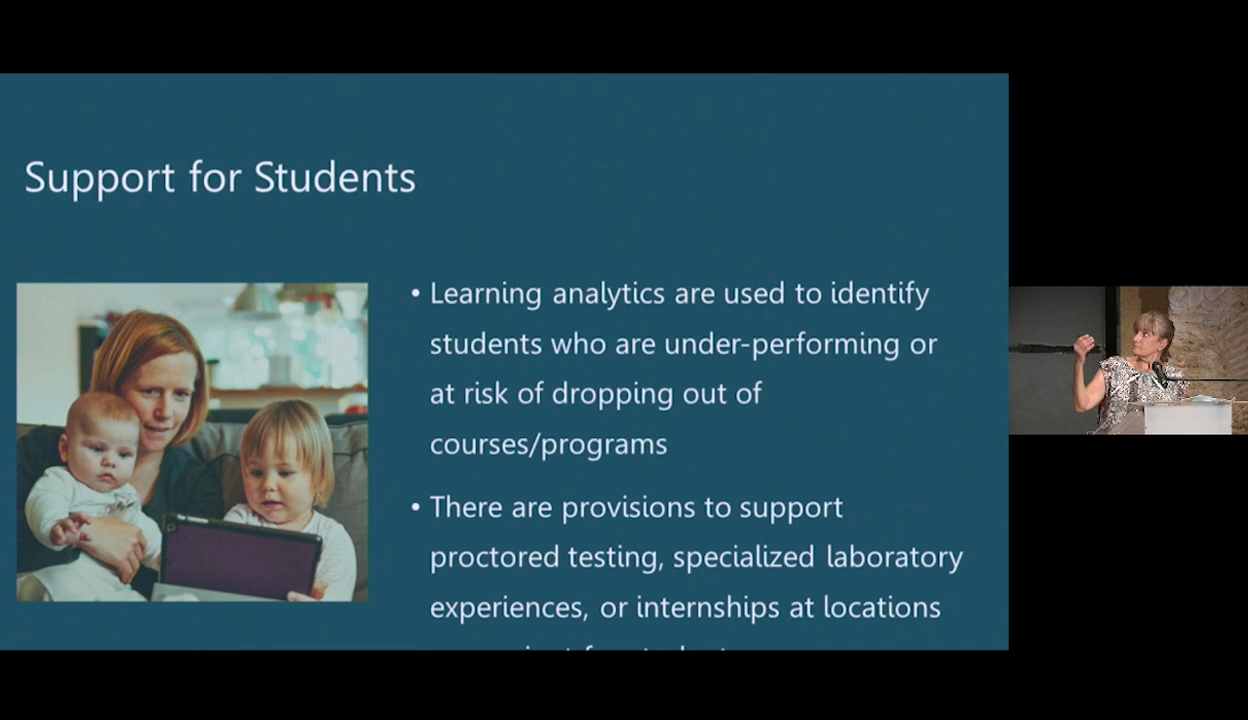 Support for Students
• Learning analytics are used to identify
students who are under-performing or
at risk of dropping out of
courses/programs
• There are provisions to support
proctored testing, specialized laboratory
experiences, or internships at locations